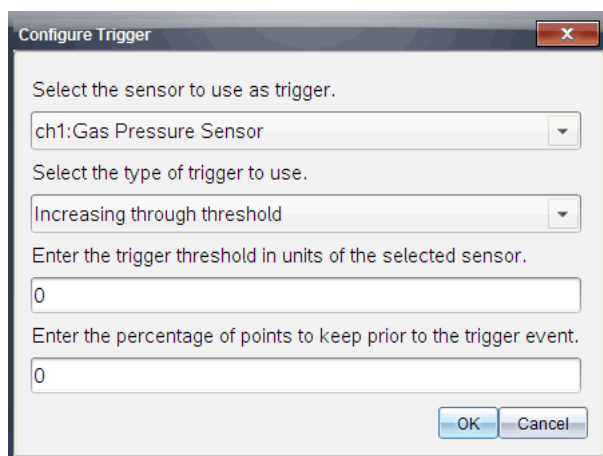 Configure Trigger
Select the sensor to use as trigger.
ch1:Gas Pressure Sensor
Select the type of trigger to use.
Increasing through threshold
Enter the trigger threshold in units of the selected sensor.
0
Enter the percentage of points to keep prior to the trigger event.
0
OK Cancel